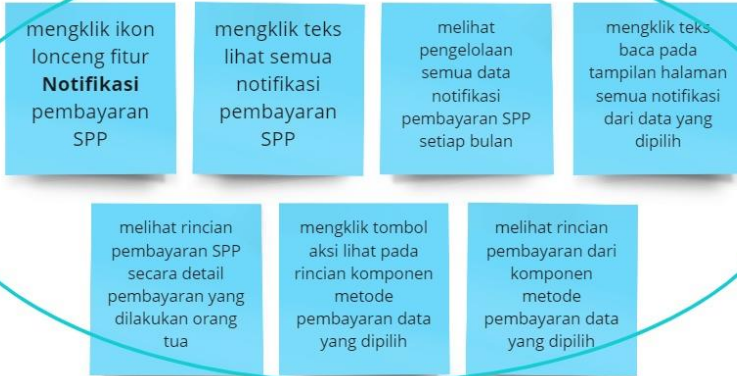 mengklik ikon
lonceng fitur
Notifikasi
pembayaran
SPP
mengklik teks
lihat semua
notifikasi
pembayaran
SPP
melihat
pengelolaan
semua data
notifikasi
pembayaran SPP
setiap bulan
mengklik teks
baca pada
tampilan halaman
semua notifikasi
dari data yang
dipilih
melihat rincian
pembayaran SPP
secara detail
pembayaran yang
dilakukan orang
tua
mengklik tombol
aksi lihat pada
rincian komponen
metode
pembayaran data
yang dipilih
melihat rincian
pembayaran dari
komponen
metode
pembayaran data
yang dipilih